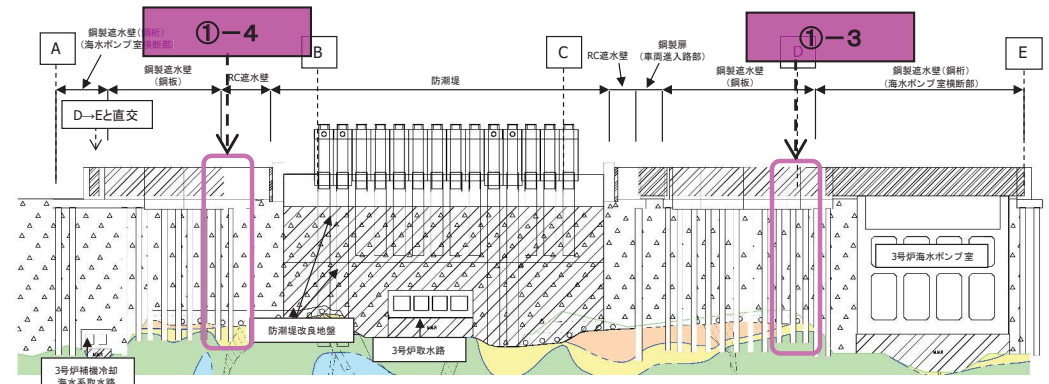 ①－4
①－3
A
鋼製遮水壁(鋼桁)
(海水ポンプ室横断部)
B
C
RC遮水壁
鋼製扉
(車両進入路部)
D
E
鋼製遮水壁
(鋼板)
RC遮水壁
防潮堤
鋼製遮水壁
(鋼板)
鋼製遮水壁(鋼桁)
(海水ポンプ室横断部)
D→Eと直交
3号炉海水ポンプ室
防潮堤改良地盤
3号炉取水路
3号炉補機冷却
海水系取水路